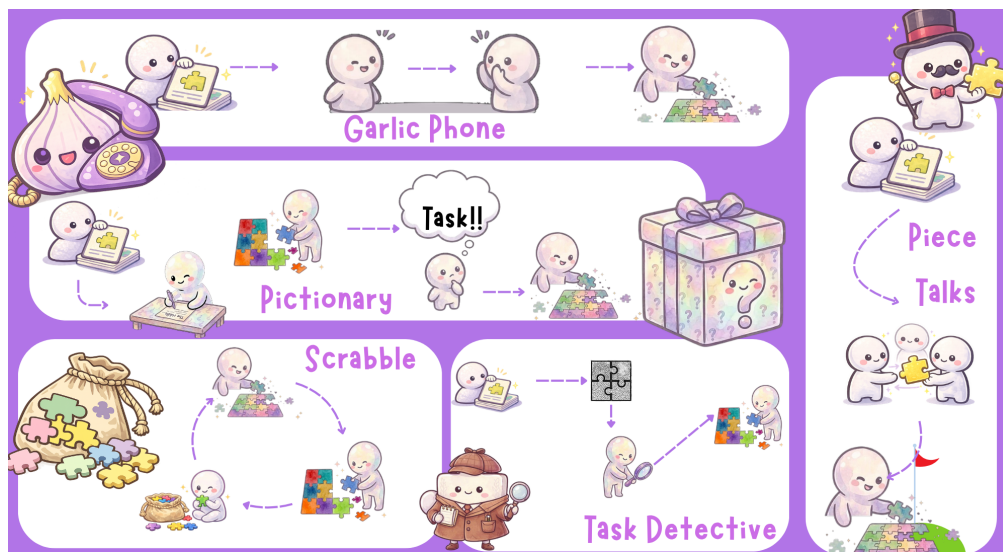 Garlic Phone
Task!!
Pictionary
Piece
Talks
Scrabble
Task Detective